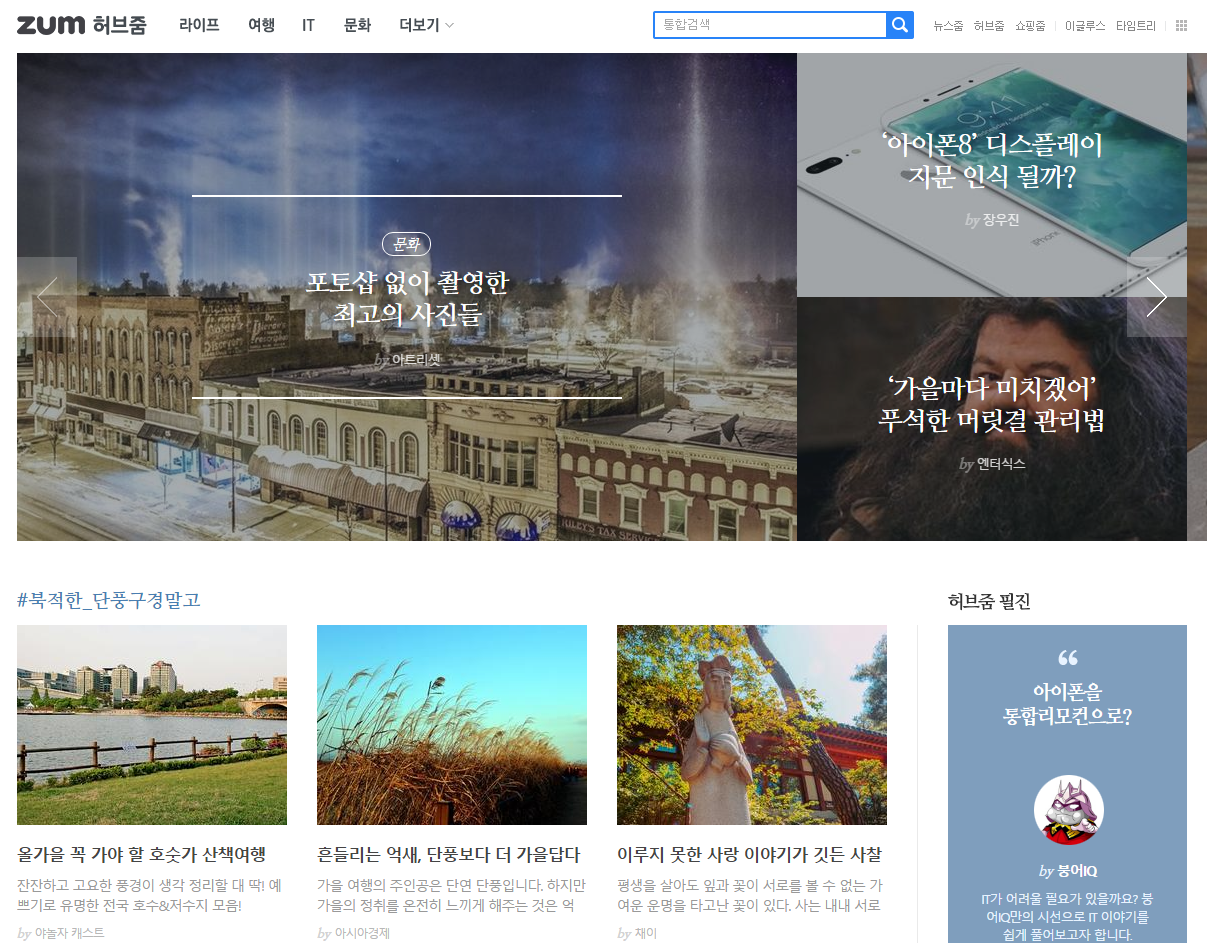 zum 허브줌
라이프 여행 IT 문화 더보기
통합검색
뉴스줌 허브줌 쇼핑줌 이글루스 타임트리
문화
포토샵 없이 촬영한
최고의 사진들
by 아트리셋
9:41
‘아이폰8’ 디스플레이
지문 인식 될까?
by 장우진
iPhone
‘가을마다 미치겠어’
푸석한 머릿결 관리법
by 엔터식스
RILEY'S TAX SERVICE
#북적한_단풍구경말고
올가을 꼭 가야 할 호숫가 산책여행
잔잔하고 고요한 풍경이 생각 정리할 대 딱! 예
쁘기로 유명한 전국 호수&저수지 모음!
by 야놀자 캐스트
흔들리는 억새, 단풍보다 더 가을답다
가을 여행의 주인공은 단연 단풍입니다. 하지만
가을의 정취를 온전히 느끼게 해주는 것은 억
by 아시아경제
이루지 못한 사랑 이야기가 깃든 사찰
평생을 살아도 잎과 꽃이 서로를 볼 수 없는 가
여운 운명을 타고난 꽃이 있다. 사는 내내 서로
by 채이
허브줌 필진
“
아이폰을
통합리모컨으로?
by 붕어IQ
IT가 어려울 필요가 있을까요? 붕
어IQ만의 시선으로 IT 이야기를
쉽게 풀어보고자 합니다.